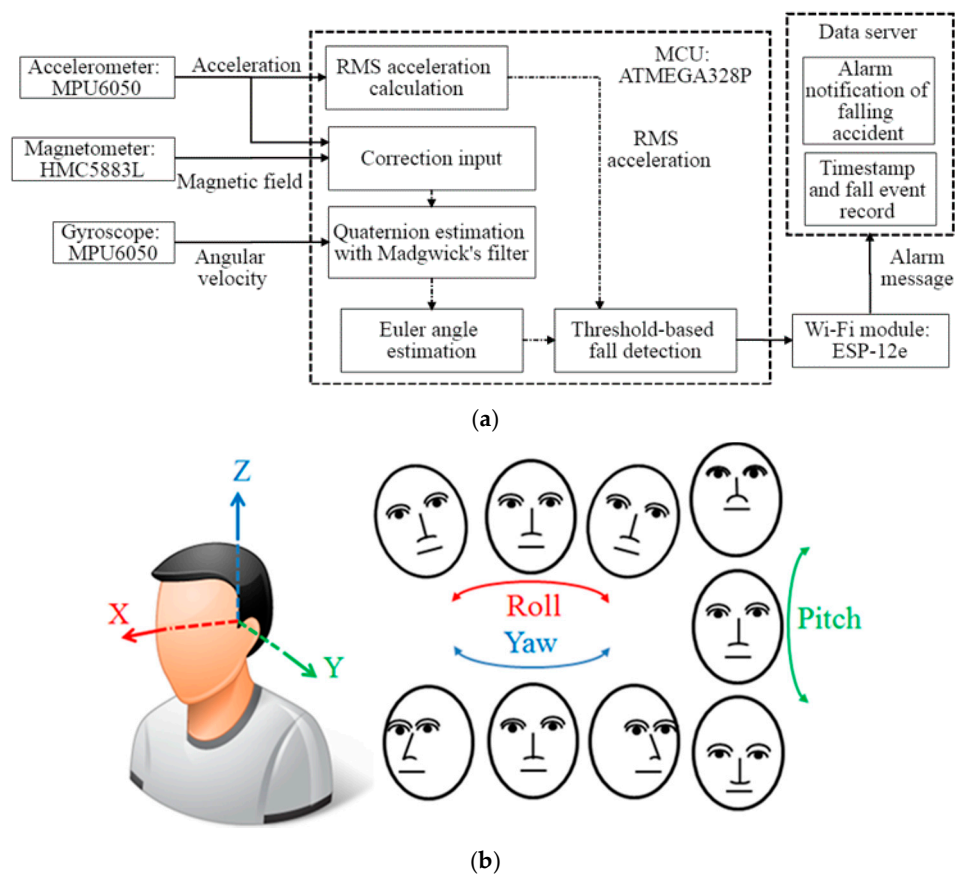 Accelerometer:
MPU6050
Acceleration
RMS acceleration
calculation
MCU:
ATMEGA328P
Data server
Alarm
notification of
falling
accident
Magnetometer:
HMC5883L
Magnetic field
Correction input
RMS
acceleration
Timestamp
and fall event
record
Gyroscope:
MPU6050
Angular
velocity
Quaternion estimation
with Madgwick's filter
Alarm
message
Euler angle
estimation
Threshold-based
fall detection
Wi-Fi module:
ESP-12e
(a)
Z
X
Y
Roll
Yaw
Pitch
(b)